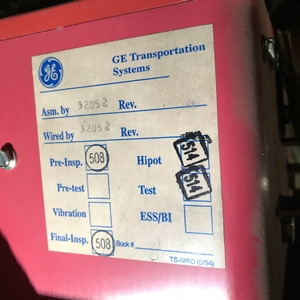 GE
GE Transportation
Systems
Asm. by 32052 Rev.
Wired by 32052 Rev.
Pre-Insp. 508 Hipot 514
Pre-test Test 514
Vibration ESS/BI
Final-Insp. 508 Book #
TS-6660 (5/94)